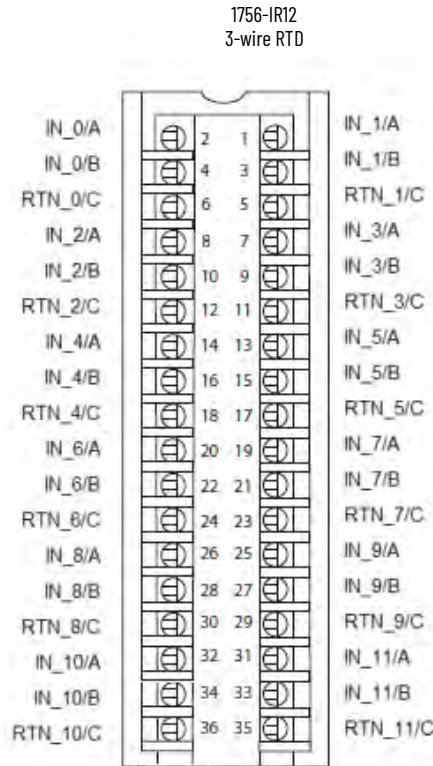 1756-IR12
3-wire RTD
IN_0/A 2 1 IN_1/A
IN_0/B 4 3 IN_1/B
RTN_0/C 6 5 RTN_1/C
IN_2/A 8 7 IN_3/A
IN_2/B 10 9 IN_3/B
RTN_2/C 12 11 RTN_3/C
IN_4/A 14 13 IN_5/A
IN_4/B 16 15 IN_5/B
RTN_4/C 18 17 RTN_5/C
IN_6/A 20 19 IN_7/A
IN_6/B 22 21 IN_7/B
RTN_6/C 24 23 RTN_7/C
IN_8/A 26 25 IN_9/A
IN_8/B 28 27 IN_9/B
RTN_8/C 30 29 RTN_9/C
IN_10/A 32 31 IN_11/A
IN_10/B 34 33 IN_11/B
RTN_10/C 36 35 RTN_11/C